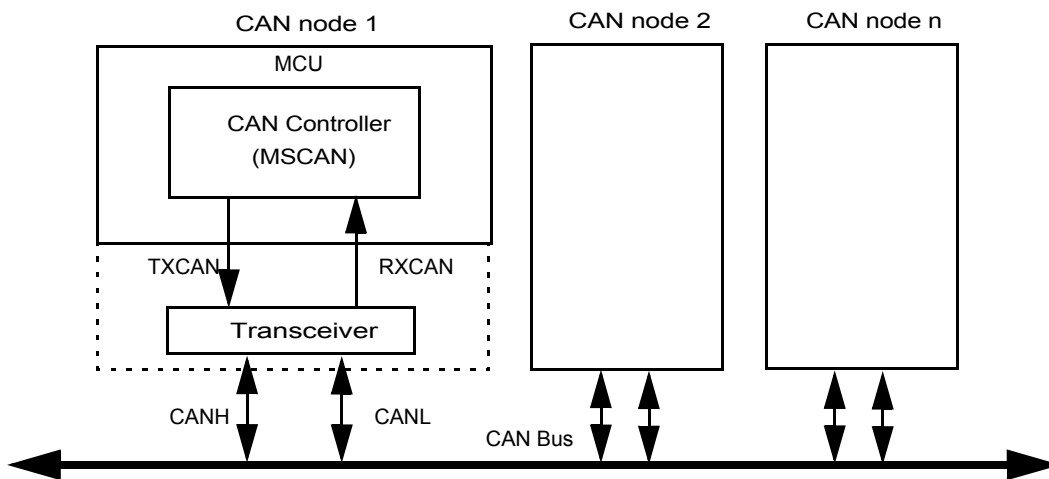 CAN node 1
CAN node 2
CAN node n
MCU
CAN Controller
(MSCAN)
TXCAN
RXCAN
Transceiver
CANH
CANL
CAN Bus